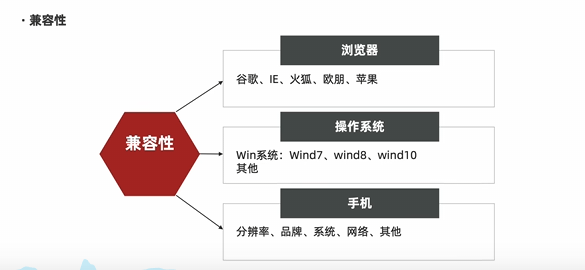 · 兼容性
浏览器
谷歌、IE、火狐、欧朋、苹果
兼容性
操作系统
Win系统：Wind7、wind8、wind10
其他
手机
分辨率、品牌、系统、网络、其他